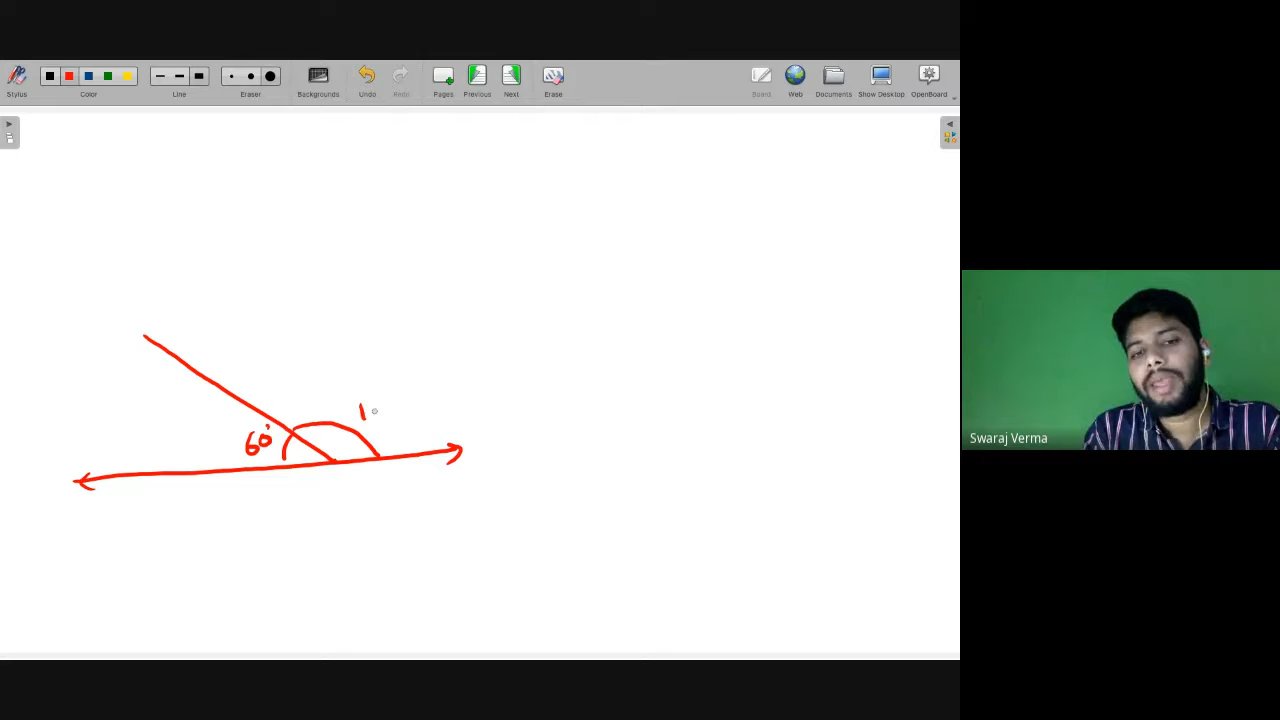 Stylus Color Line Eraser Backgrounds Undo Redo Pages Previous Next Erase Board Web Documents Show Desktop OpenBoard
1
60°
Swaraj Verma